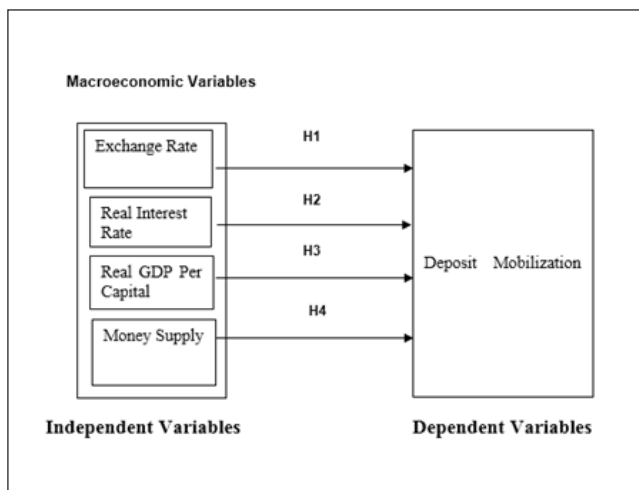 Macroeconomic Variables
Exchange Rate
H1
Real Interest
Rate
H2
Real GDP Per
Capital
H3
Money Supply
H4
Deposit Mobilization
Independent Variables
Dependent Variables